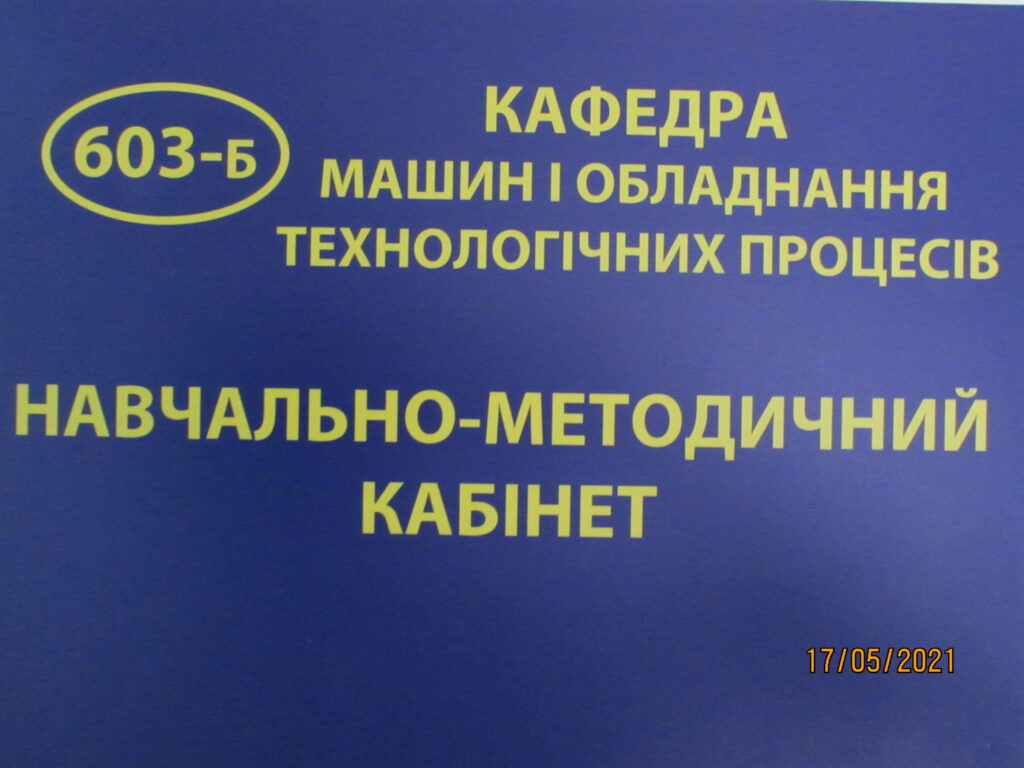 603-Б
КАФЕДРА
МАШИН І ОБЛАДНАННЯ
ТЕХНОЛОГІЧНИХ ПРОЦЕСІВ
НАВЧАЛЬНО-МЕТОДИЧНИЙ
КАБІНЕТ
17/05/2021